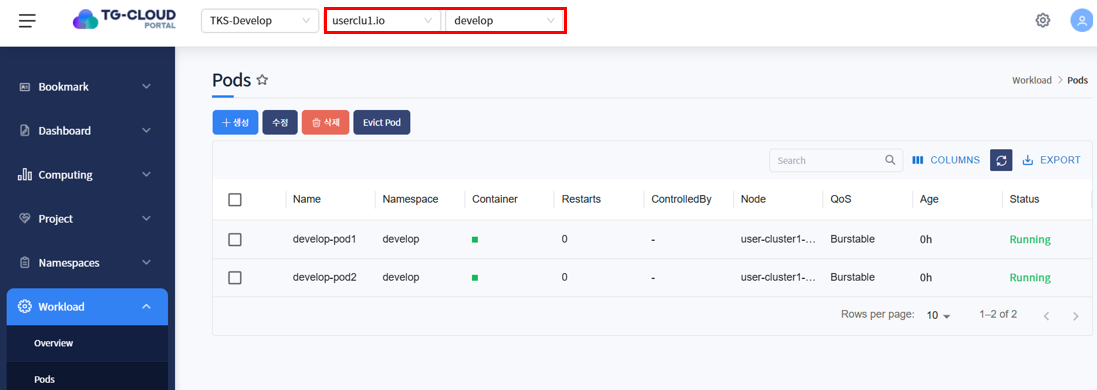 TG-CLOUD
PORTAL
TKS-Develop
userclu1.io
develop
Bookmark
Dashboard
Computing
Project
Namespaces
Workload
Overview
Pods
Pods
Workload > Pods
+ 생성
수정
삭제
Evict Pod
Search
COLUMNS
EXPORT
Name Namespace Container Restarts ControlledBy Node QoS Age Status
develop-pod1 develop 0 - user-cluster1-... Burstable 0h Running
develop-pod2 develop 0 - user-cluster1-... Burstable 0h Running
Rows per page: 10 1–2 of 2